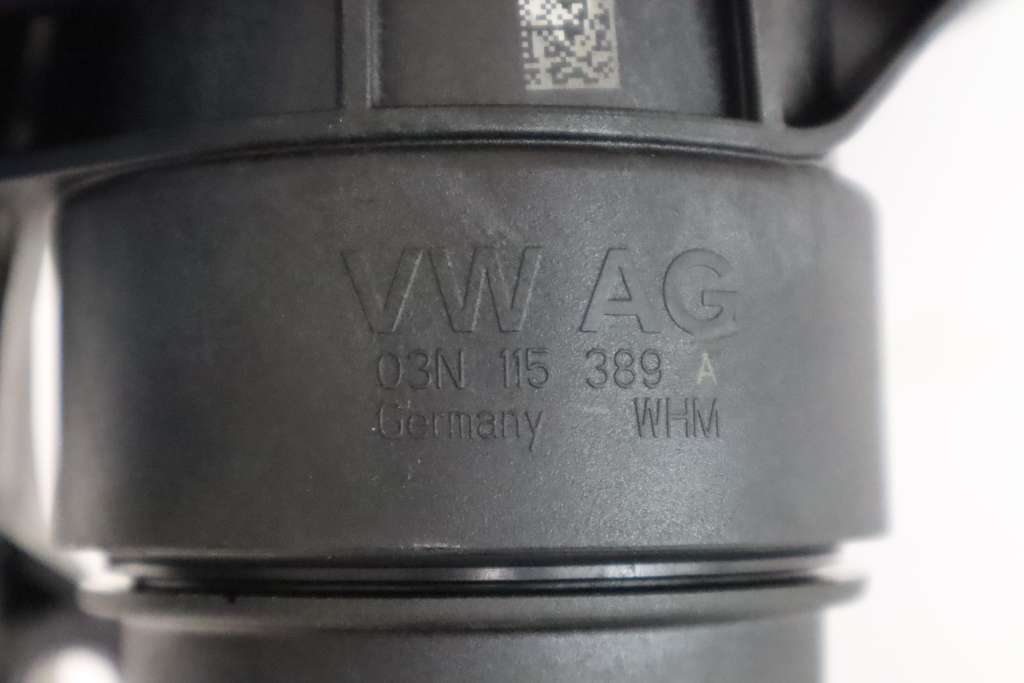 VW AG
03N 115 389 A
Germany WHM